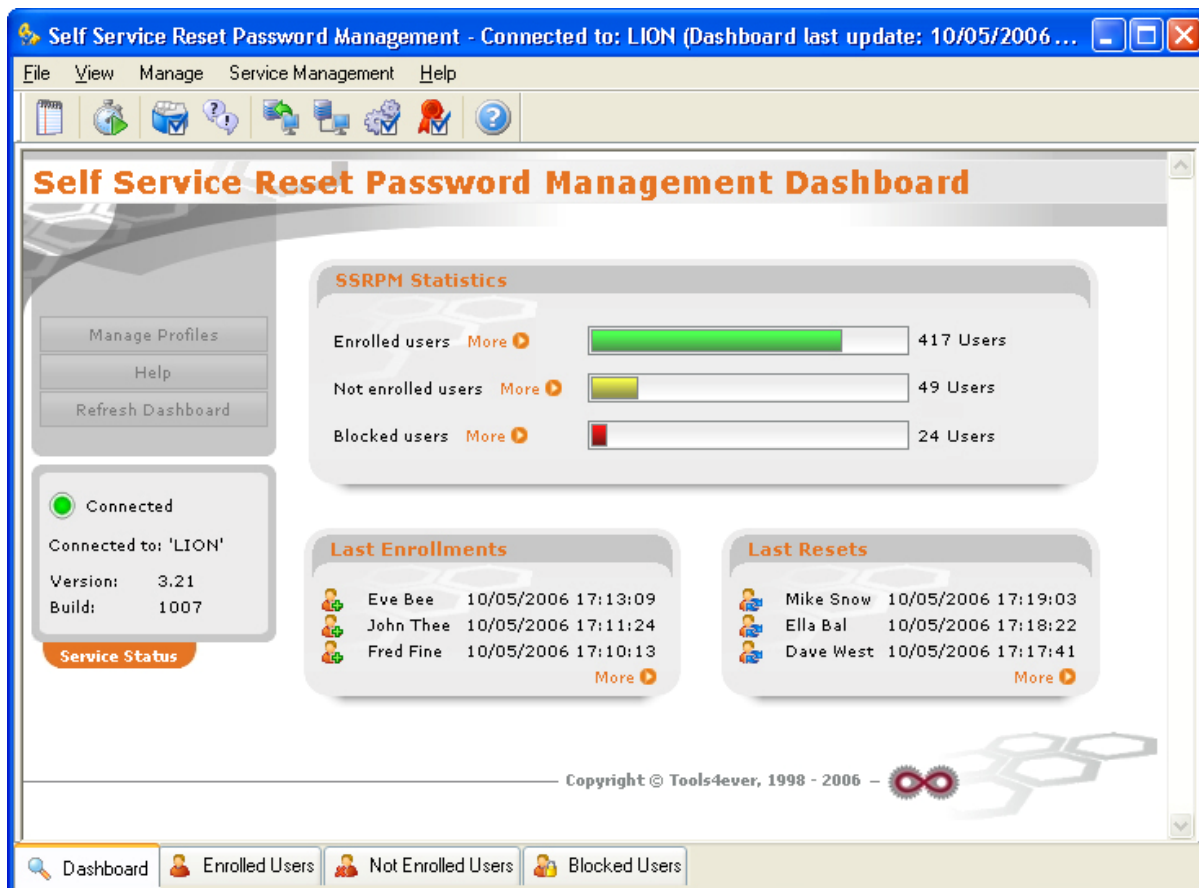 Self Service Reset Password Management - Connected to: LION (Dashboard last update: 10/05/2006 ...
File View Manage Service Management Help
Self Service Reset Password Management Dashboard
Manage Profiles
Help
Refresh Dashboard
Connected
Connected to: 'LION'
Version: 3.21
Build: 1007
Service Status
SSRPM Statistics
Enrolled users More 417 Users
Not enrolled users More 49 Users
Blocked users More 24 Users
Last Enrollments
Eve Bee 10/05/2006 17:13:09
John Thee 10/05/2006 17:11:24
Fred Fine 10/05/2006 17:10:13
More
Last Resets
Mike Snow 10/05/2006 17:19:03
Ella Bal 10/05/2006 17:18:22
Dave West 10/05/2006 17:17:41
More
Copyright © Tools4ever, 1998 - 2006 –
Dashboard Enrolled Users Not Enrolled Users Blocked Users